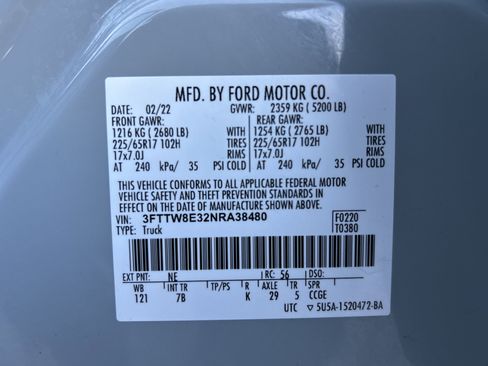 MFD. BY FORD MOTOR CO.
DATE: 02/22 GVWR: 2359 KG ( 5200 LB)
FRONT GAWR: REAR GAWR:
1216 KG ( 2680 LB) WITH 1254 KG ( 2765 LB) WITH
225/65R17 102H TIRES 225/65R17 102H TIRES
17x7.0J RIMS 17x7.0J RIMS
AT 240 kPa/ 35 PSI COLD AT 240 kPa/ 35 PSI COLD
THIS VEHICLE CONFORMS TO ALL APPLICABLE FEDERAL MOTOR
VEHICLE SAFETY AND THEFT PREVENTION STANDARDS IN
EFFECT ON THE DATE OF MANUFACTURE SHOWN ABOVE.
VIN: 3FTTW8E32NRA38480 F0220
TYPE: Truck T0380
EXT PNT: NE RC: 56 DSO:
WB INT TR TP/PS R AXLE TR SPR
121 7B K 29 5 CCGE
UTC ▽ 5U5A-1520472-BA